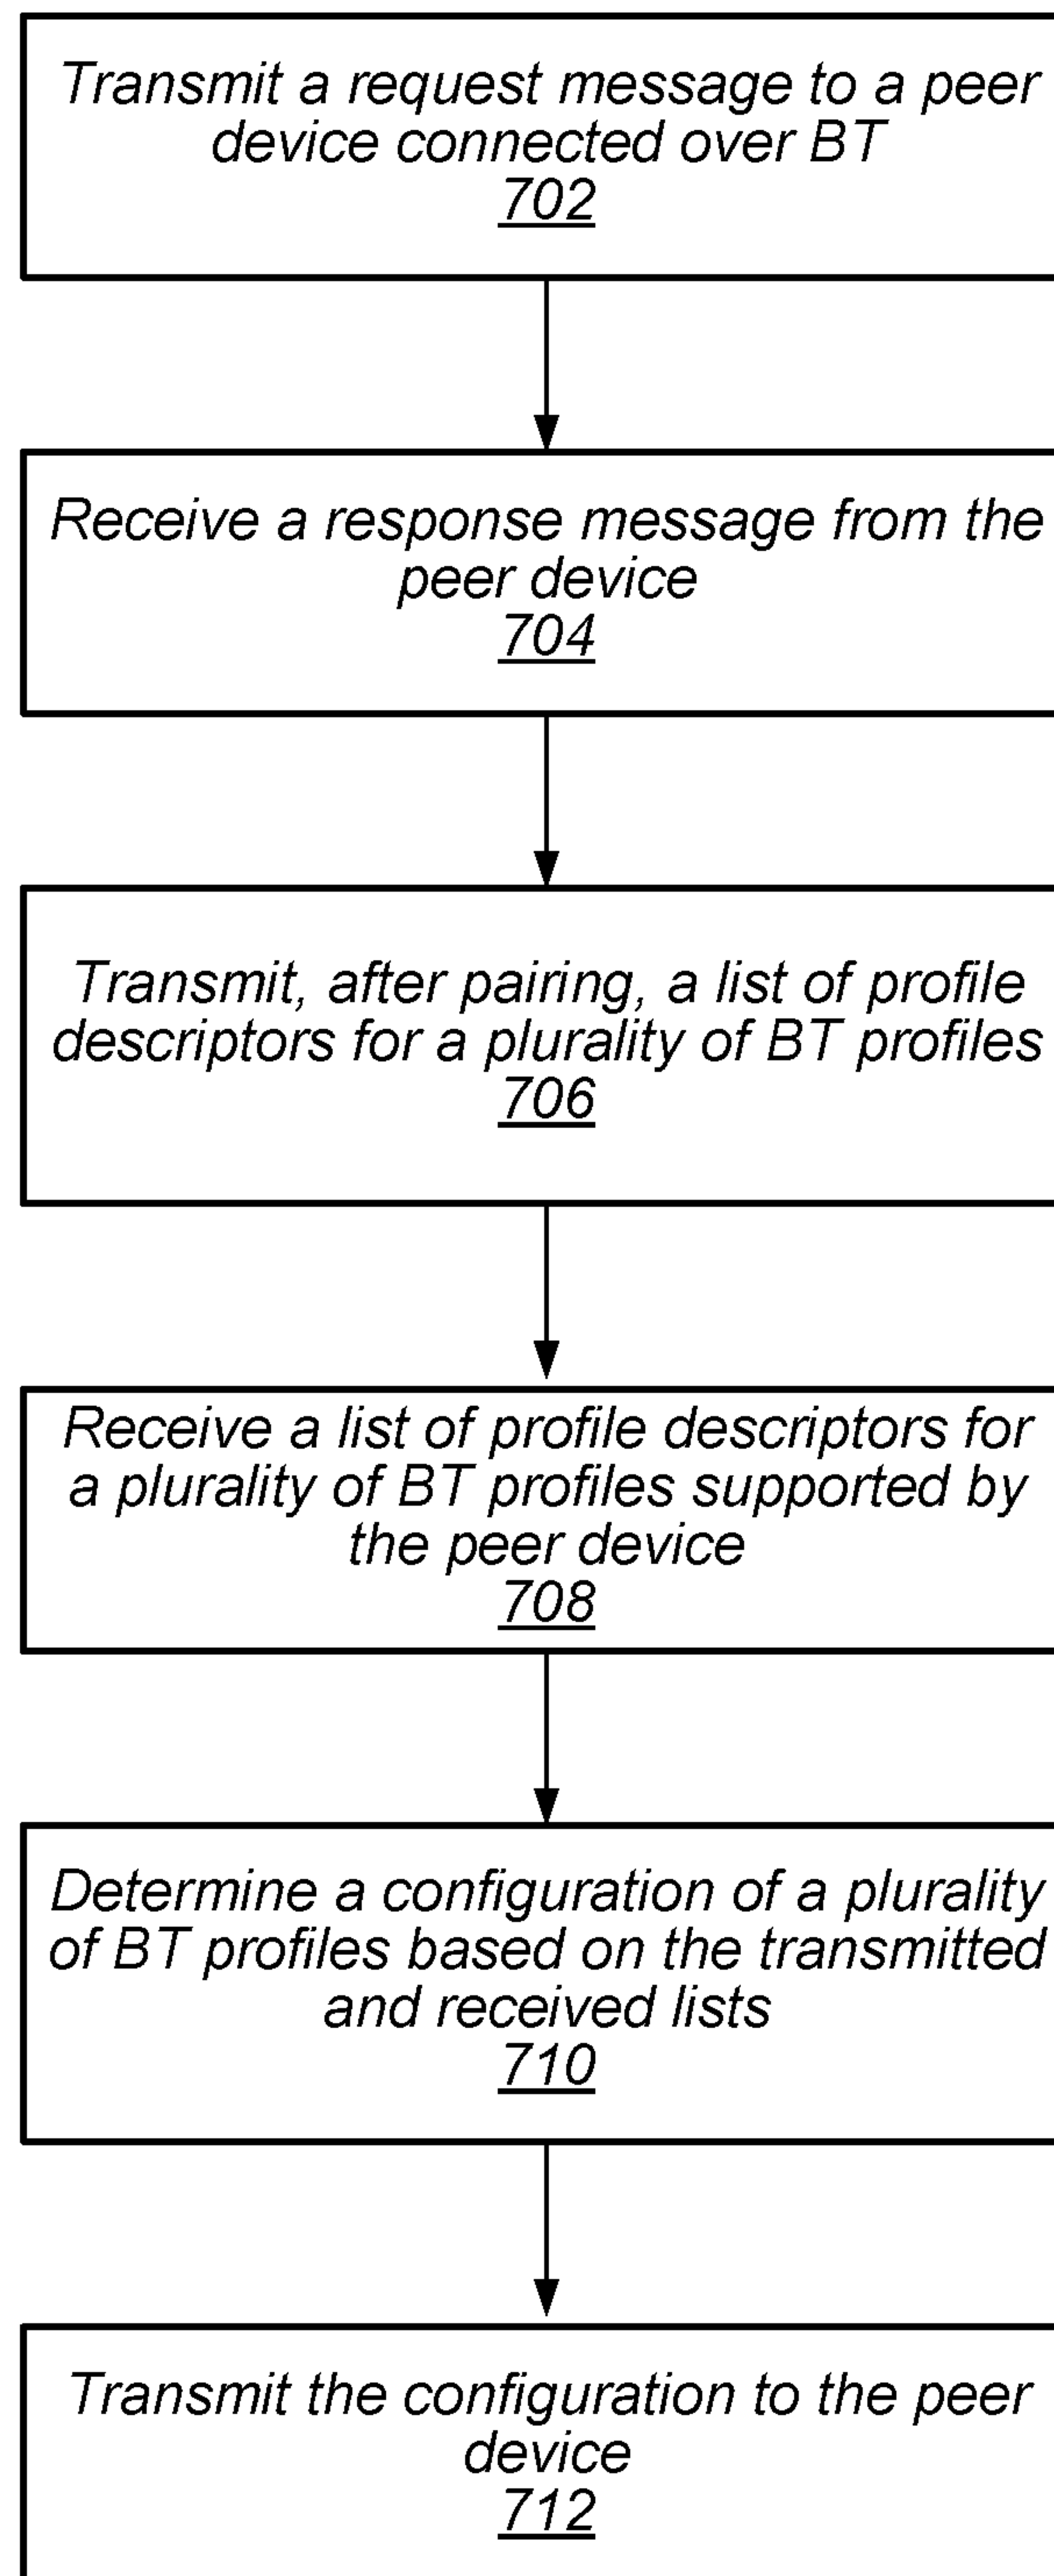 Transmit a request message to a peer
device connected over BT
702
Receive a response message from the
peer device
704
Transmit, after pairing, a list of profile
descriptors for a plurality of BT profiles
706
Receive a list of profile descriptors for
a plurality of BT profiles supported by
the peer device
708
Determine a configuration of a plurality
of BT profiles based on the transmitted
and received lists
710
Transmit the configuration to the peer
device
712